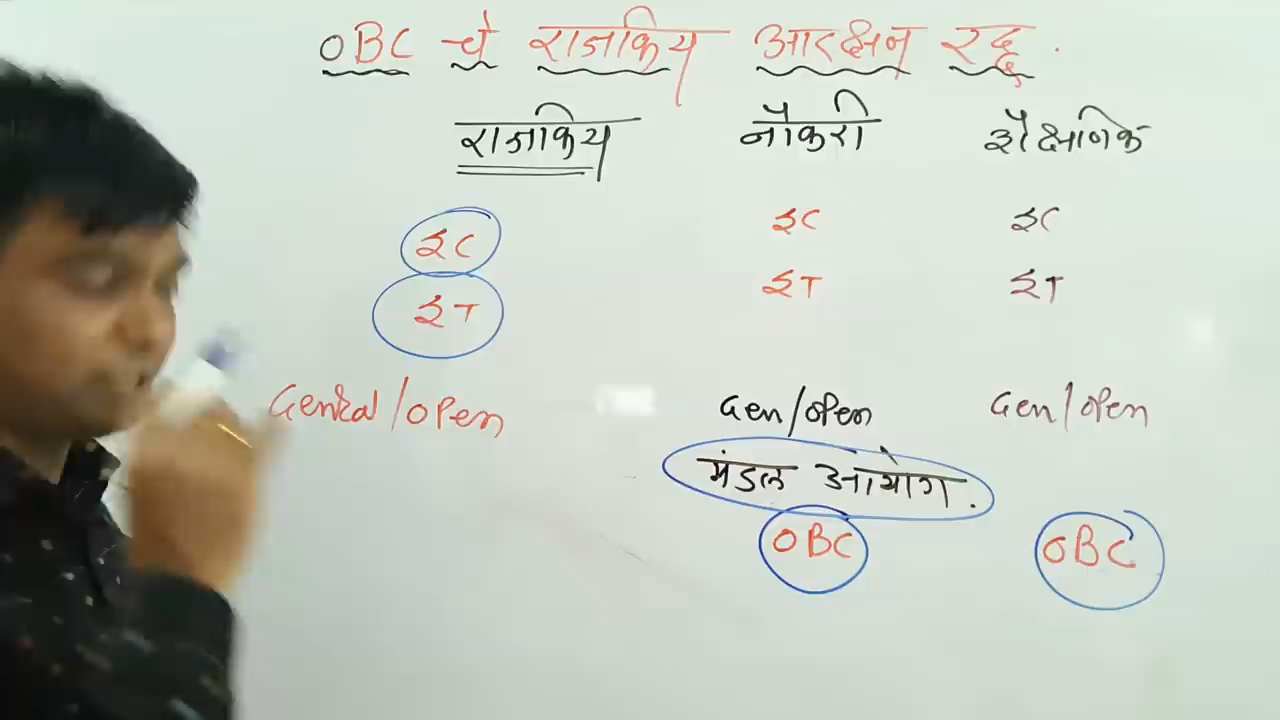 OBC चे राजकिय आरक्षन रद्द.
राजकिय नौकरी शैक्षणिक
SC SC SC
ST ST ST
General/open Gen/open Gen/open
मंडल आयोग.
OBC OBC